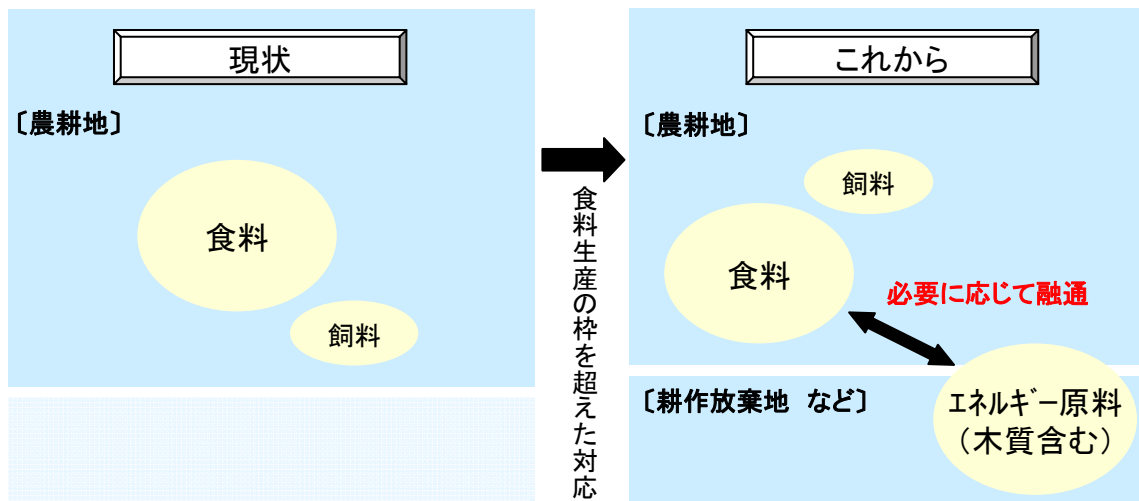 現状
〔農耕地〕
食料
飼料
食料生産の枠を超えた対応
これから
〔農耕地〕
飼料
食料
必要に応じて融通
〔耕作放棄地 など〕
エネルギー原料
（木質含む）